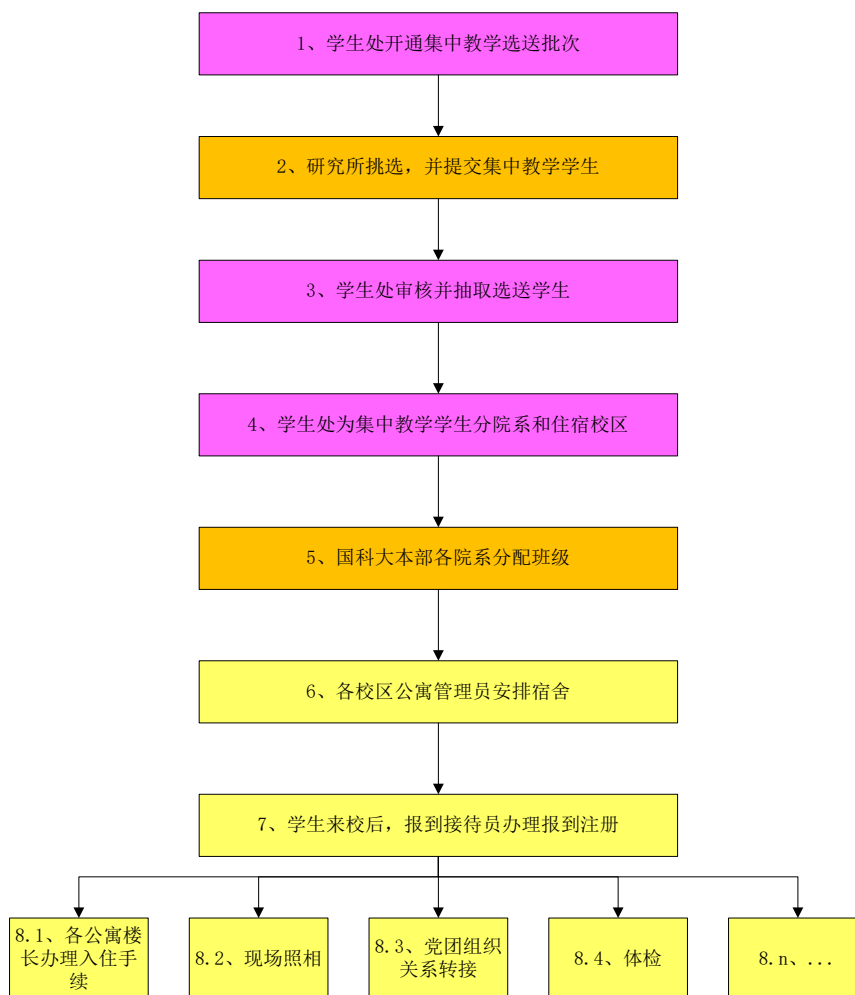 1、学生处开通集中教学选送批次
2、研究所挑选，并提交集中教学学生
3、学生处审核并抽取选送学生
4、学生处为集中教学学生分院系和住宿校区
5、国科大本部各院系分配班级
6、各校区公寓管理员安排宿舍
7、学生来校后，报到接待员办理报到注册
8.1、各公寓楼
长办理入住手
续
8.2、现场照相
8.3、党团组织
关系转接
8.4、体检
8.n、...